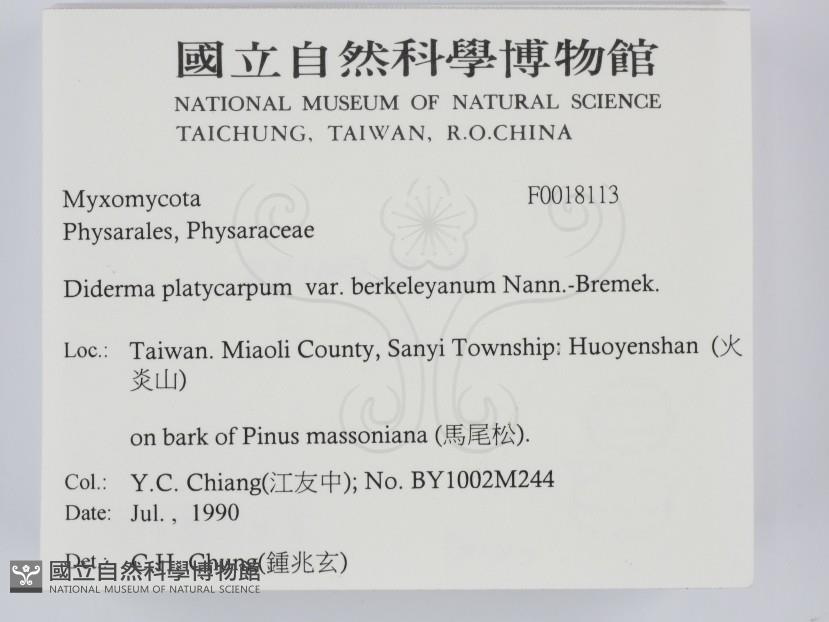 國立自然科學博物館
NATIONAL MUSEUM OF NATURAL SCIENCE
TAICHUNG, TAIWAN, R.O.CHINA
Myxomycota F0018113
Physarales, Physaraceae
Diderma platycarpum var. berkeleyanum Nann.-Bremek.
Loc.: Taiwan. Miaoli County, Sanyi Township: Huoyenshan (火
炎山)
on bark of Pinus massoniana (馬尾松).
Col.: Y.C. Chiang(江友中); No. BY1002M244
Date: Jul. , 1990
Det.: C.H. Chung(鍾兆玄)
國立自然科學博物館
NATIONAL MUSEUM OF NATURAL SCIENCE